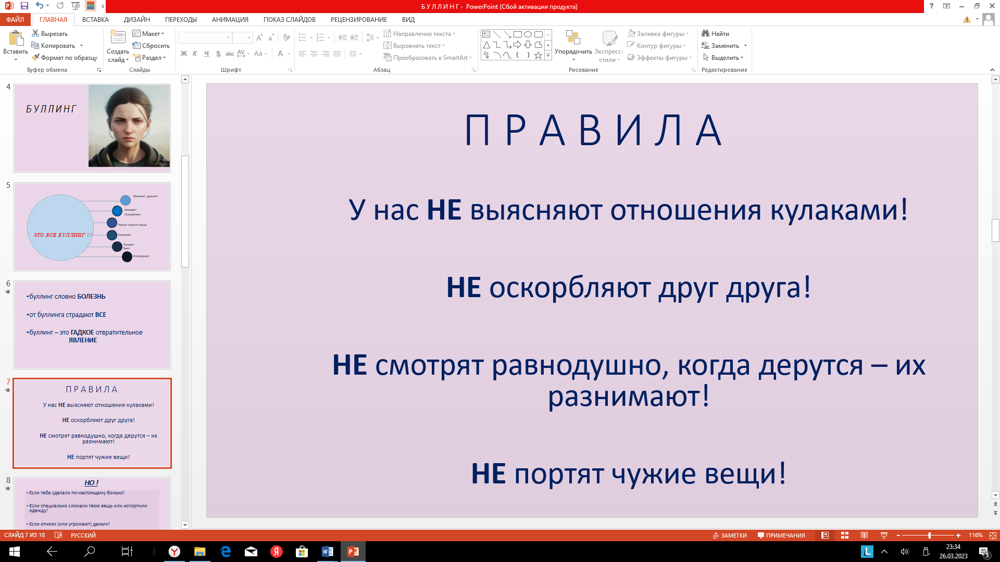 Б У Л Л И Н Г - PowerPoint (Сбой активации продукта)
ФАЙЛ ГЛАВНАЯ ВСТАВКА ДИЗАЙН ПЕРЕХОДЫ АНИМАЦИЯ ПОКАЗ СЛАЙДОВ РЕЦЕНЗИРОВАНИЕ ВИД
Вставить
Вырезать
Копировать
Формат по образцу
Буфер обмена
Создать слайд
Макет
Сбросить
Раздел
Слайды
Ж К Ч S abc AV Aa A
Шрифт
Направление текста
Выровнять текст
Преобразовать в SmartArt
Абзац
Упорядочить
Экспресс-стили
Заливка фигуры
Контур фигуры
Эффекты фигуры
Рисование
Найти
Заменить
Выделить
Редактирование
4
БУЛЛИНГ
5
ЭТО ВСЕ БУЛЛИНГ !!!
Обижают, дразнят
Унижают
Оскорбляют
Прячут (портят) вещи
Угрожают
Толкают
Бьют
Игнорируют
6
•буллинг словно БОЛЕЗНЬ
•от буллинга страдают ВСЕ
•буллинг – это ГАДКОЕ отвратительное
ЯВЛЕНИЕ
7
П Р А В И Л А
У нас НЕ выясняют отношения кулаками!
НЕ оскорбляют друг друга!
НЕ смотрят равнодушно, когда дерутся – их
разнимают!
НЕ портят чужие вещи!
8
НО !
• Если тебе сделали по-настоящему больно!
• Если специально сломали твою вещь или испортили
одежду!
• Если отняли (или угрожают) деньги!
П Р А В И Л А
У нас НЕ выясняют отношения кулаками!
НЕ оскорбляют друг друга!
НЕ смотрят равнодушно, когда дерутся – их
разнимают!
НЕ портят чужие вещи!
СЛАЙД 7 ИЗ 18 РУССКИЙ ЗАМЕТКИ ПРИМЕЧАНИЯ 116%
23:34
26.03.2023
5